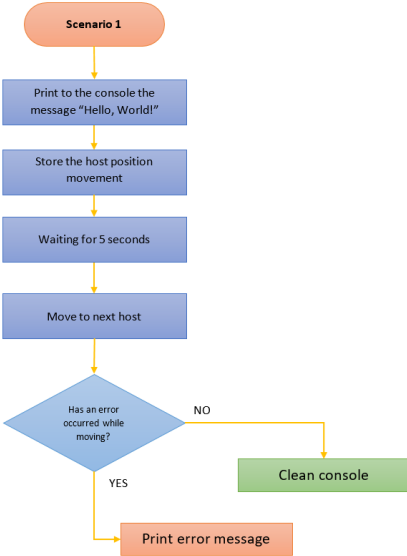 Scenario 1
Print to the console the
message “Hello, World!”
Store the host position
movement
Waiting for 5 seconds
Move to next host
Has an error
occurred while
moving?
NO
Clean console
YES
Print error message